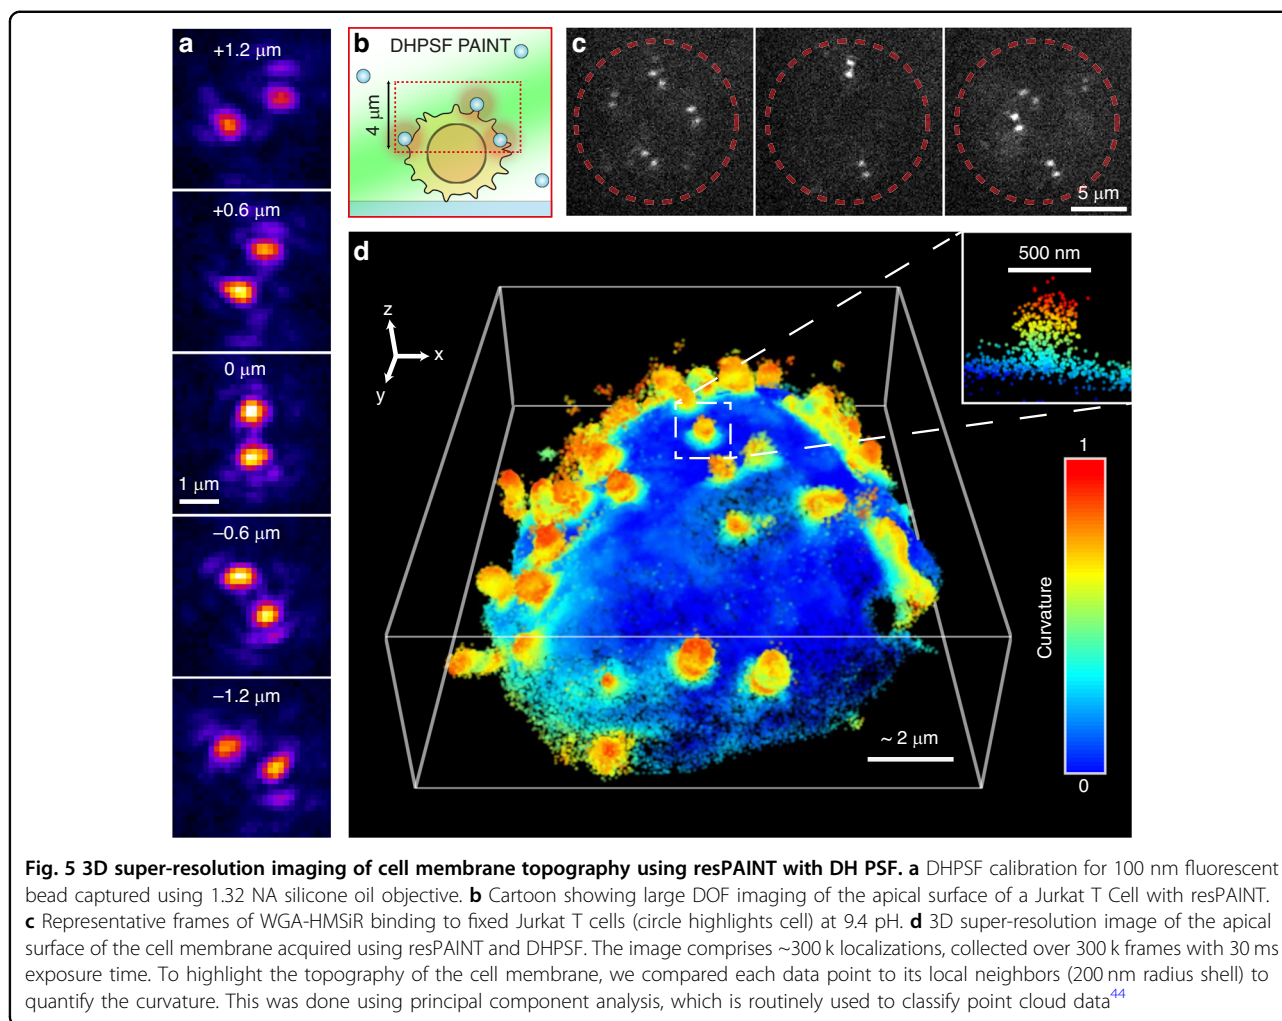 a
+1.2 μm
+0.6 μm
0 μm
1 μm
−0.6 μm
−1.2 μm
b
DHPSF PAINT
4 μm
c
5 μm
d
z
x
y
500 nm
1
Curvature
0
~ 2 μm
Fig. 5 3D super-resolution imaging of cell membrane topography using resPAINT with DH PSF. a DHPSF calibration for 100 nm fluorescent
bead captured using 1.32 NA silicone oil objective. b Cartoon showing large DOF imaging of the apical surface of a Jurkat T Cell with resPAINT.
c Representative frames of WGA-HMSiR binding to fixed Jurkat T cells (circle highlights cell) at 9.4 pH. d 3D super-resolution image of the apical
surface of the cell membrane acquired using resPAINT and DHPSF. The image comprises ~300 k localizations, collected over 300 k frames with 30 ms
exposure time. To highlight the topography of the cell membrane, we compared each data point to its local neighbors (200 nm radius shell) to
quantify the curvature. This was done using principal component analysis, which is routinely used to classify point cloud data44